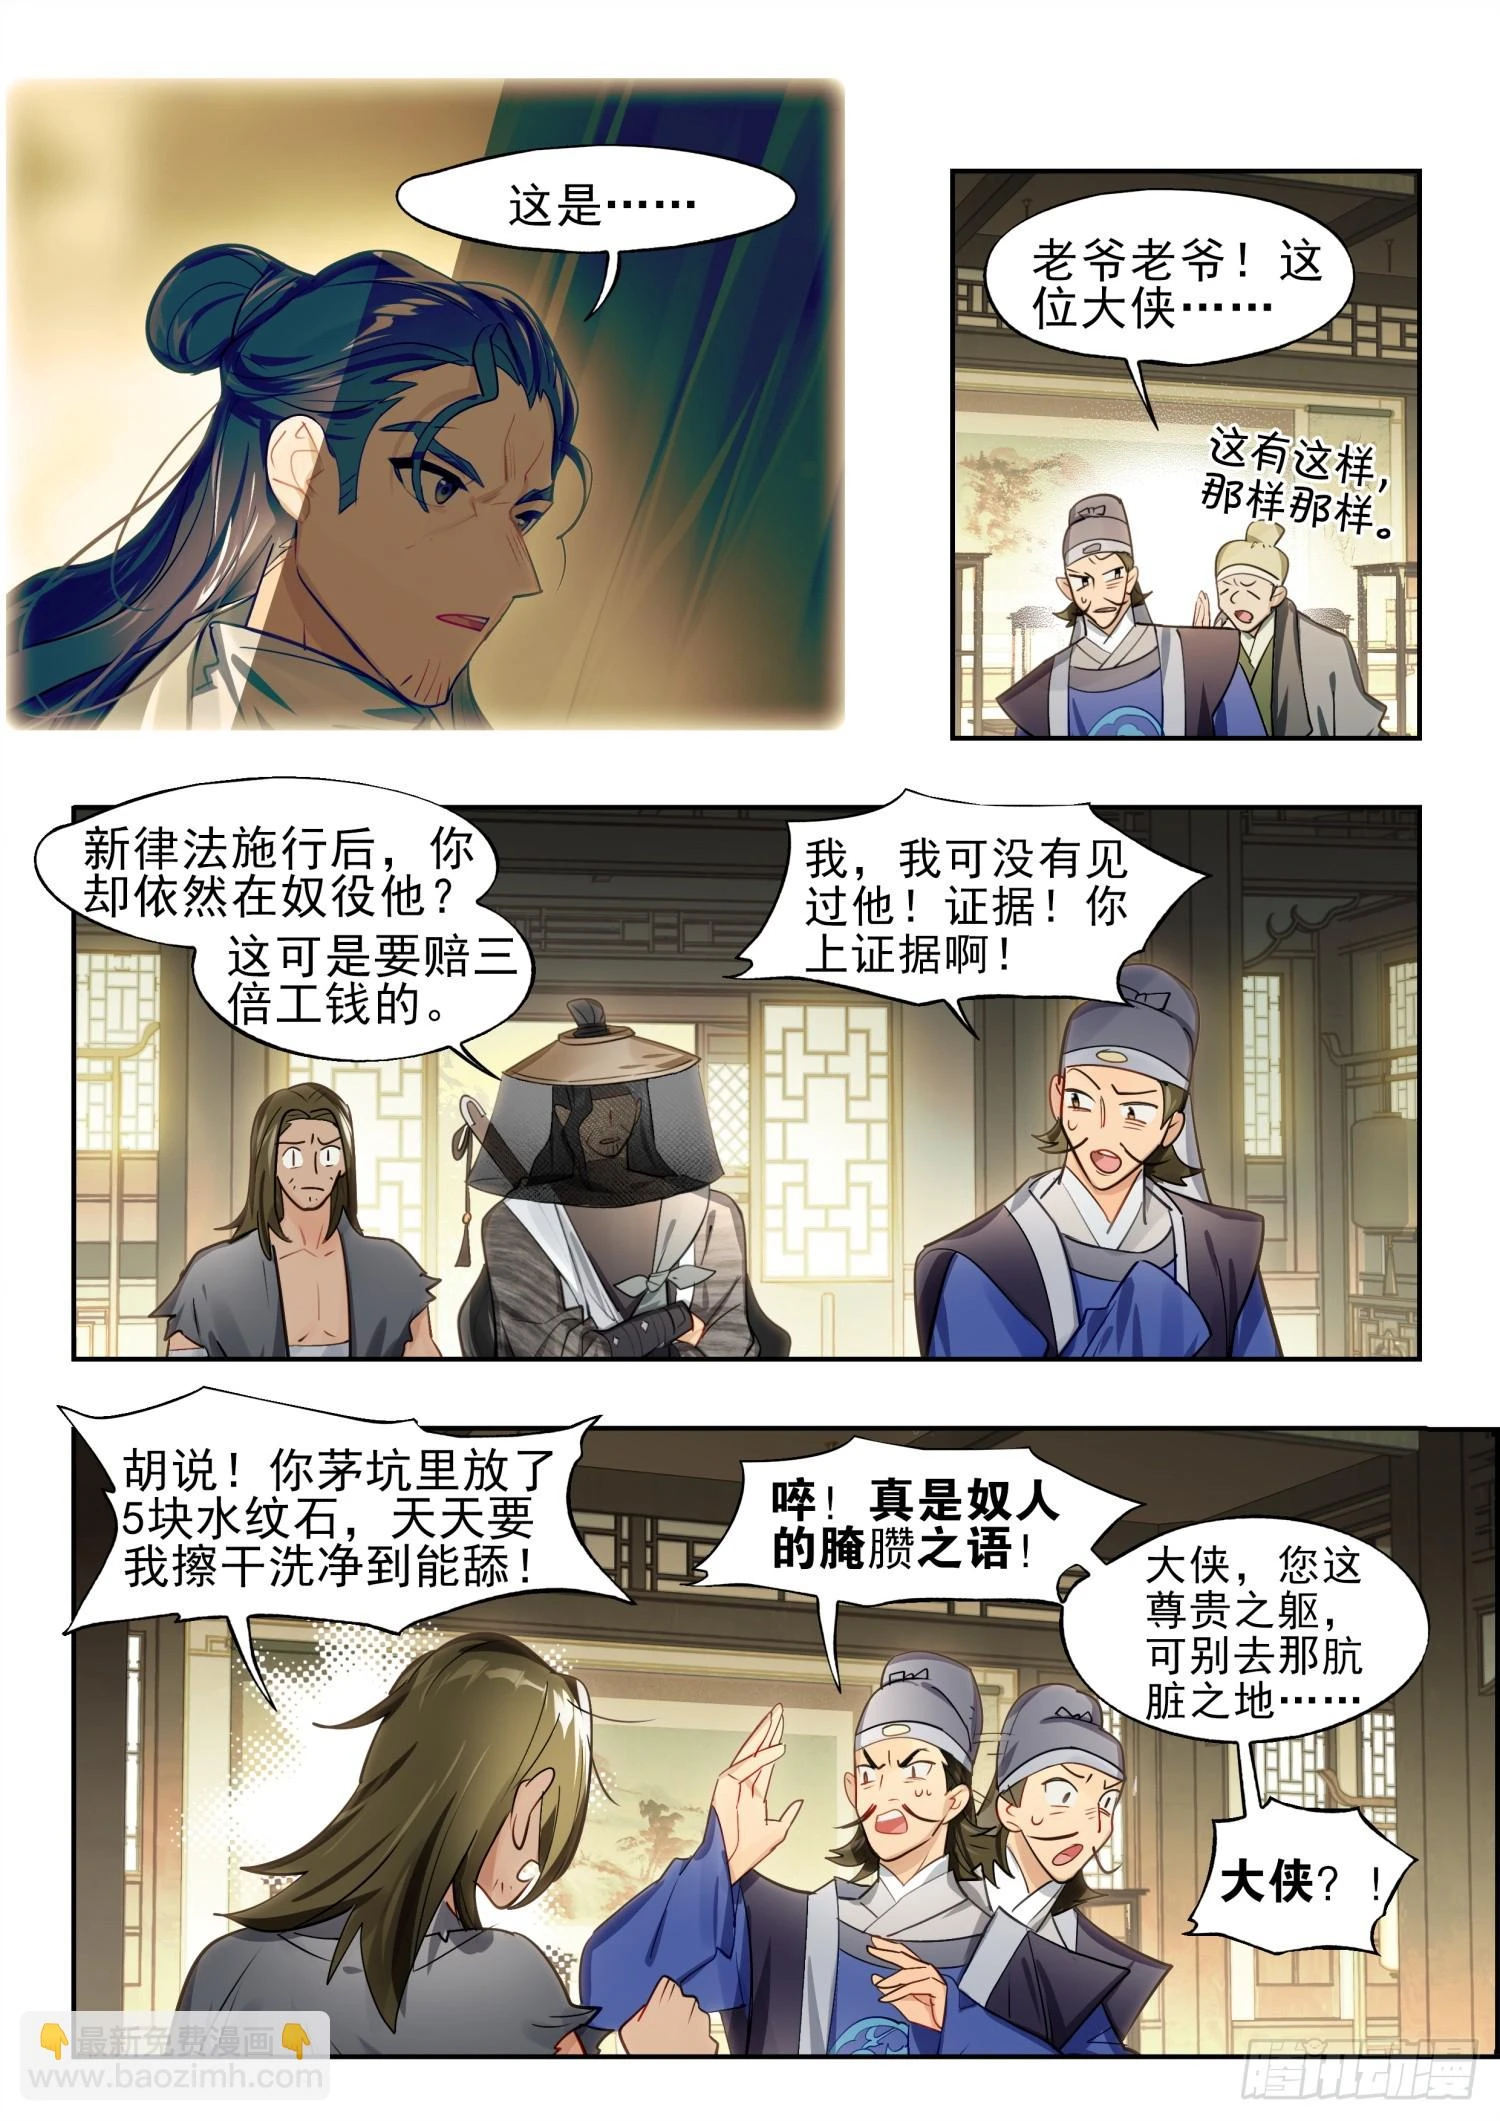 这是……
老爷老爷！这
位大侠……
这有这样，
那样那样。
新律法施行后，你
却依然在奴役他？
这可是要赔三
倍工钱的。
我，我可没有见
过他！证据！你
上证据啊！
胡说！你茅坑里放了
5块水纹石，天天要
我擦干洗净到能舔！
啐！真是奴人
的腌臜之语！
大侠，您这
尊贵之躯，
可别去那肮
脏之地……
大侠？！
👇最新免费漫画👇
www.baozimh.com
腾讯动漫